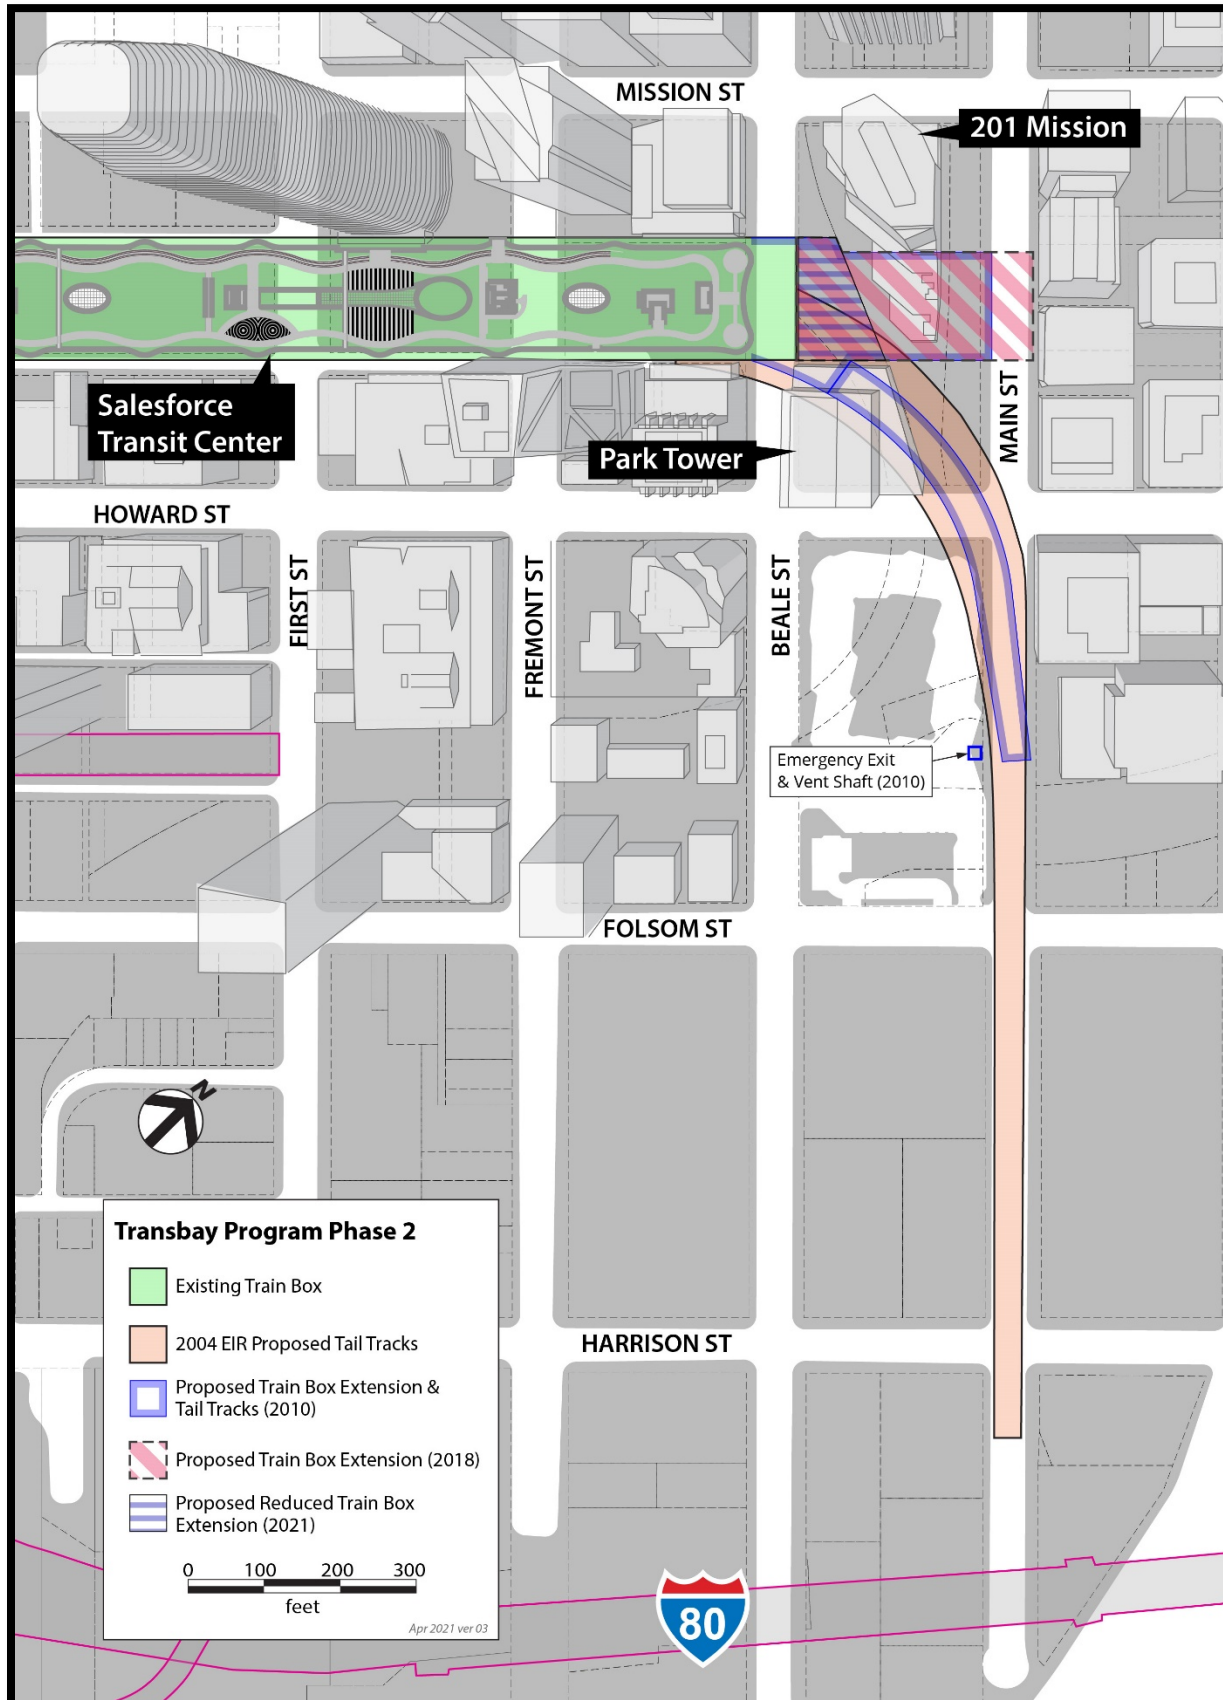 MISSION ST
201 Mission
Salesforce
Transit Center
MAIN ST
Park Tower
HOWARD ST
FIRST ST
FREMONT ST
BEALE ST
Emergency Exit
& Vent Shaft (2010)
FOLSOM ST
N
Transbay Program Phase 2
Existing Train Box
2004 EIR Proposed Tail Tracks
HARRISON ST
Proposed Train Box Extension &
Tail Tracks (2010)
Proposed Train Box Extension (2018)
Proposed Reduced Train Box
Extension (2021)
0 100 200 300
feet
Apr 2021 ver 03
80